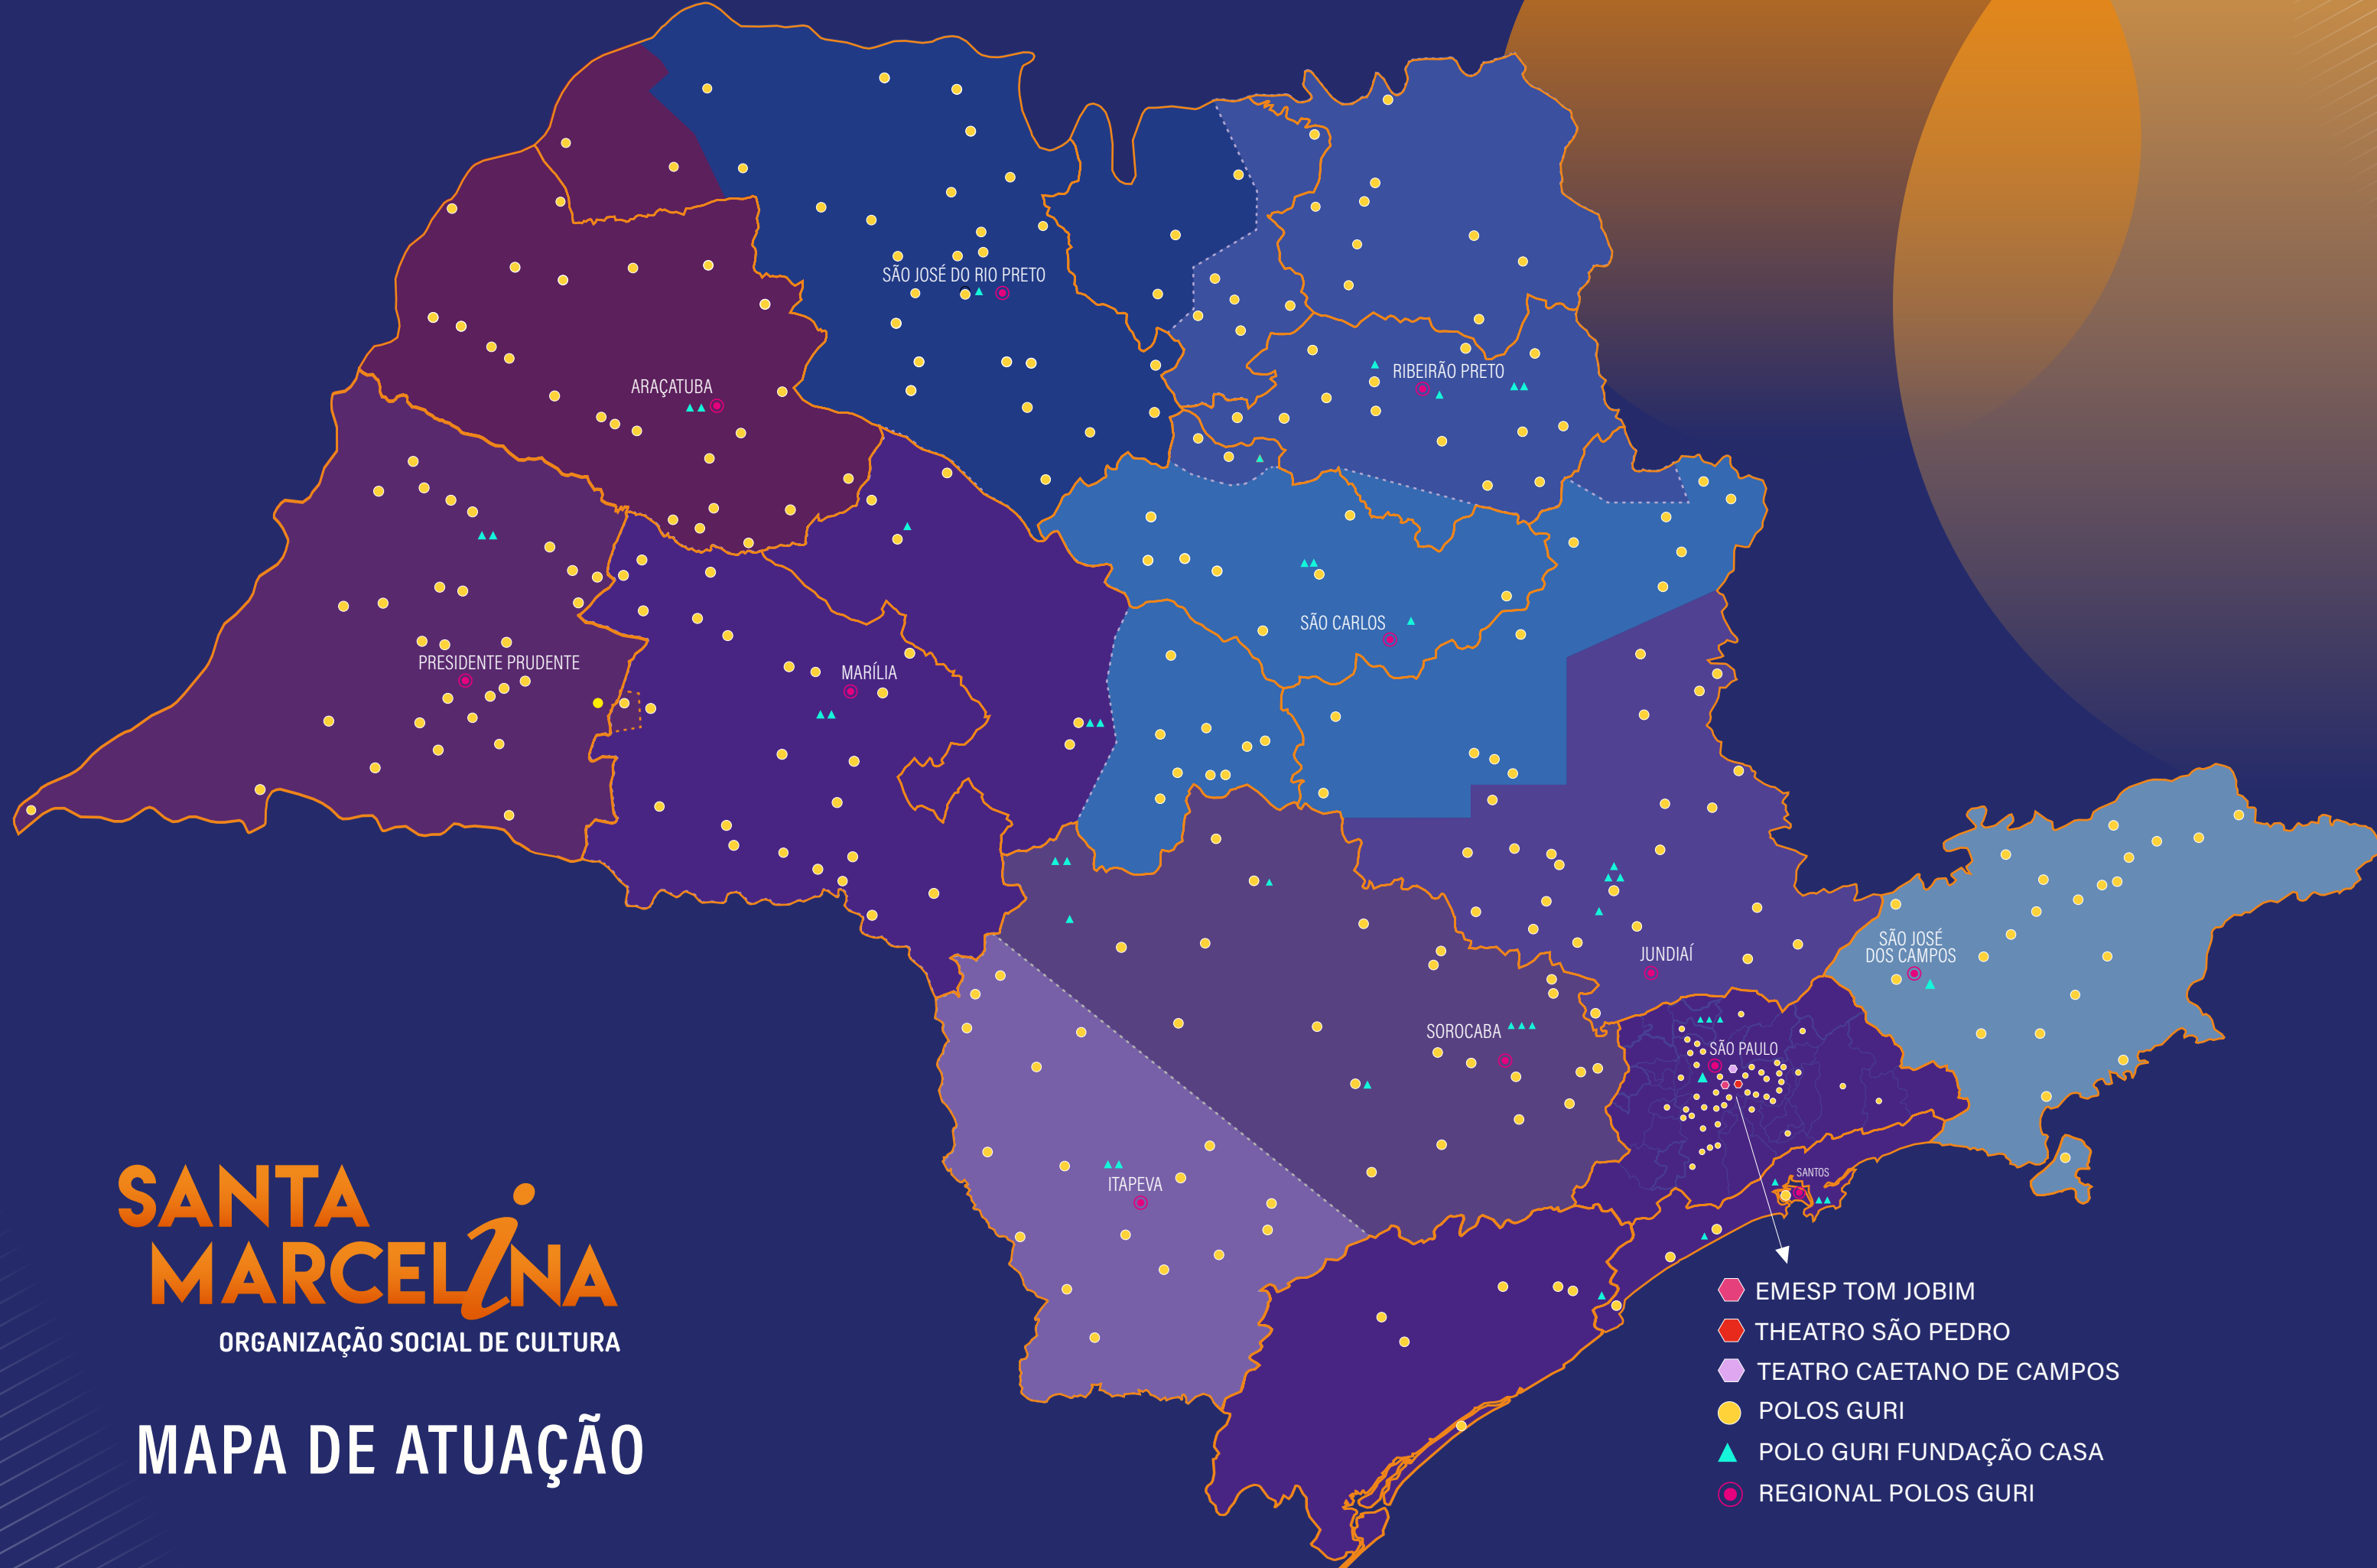 SÃO JOSÉ DO RIO PRETO
RIBEIRÃO PRETO
ARAÇATUBA
SÃO CARLOS
PRESIDENTE PRUDENTE
MARÍLIA
SÃO JOSÉ
DOS CAMPOS
JUNDIAÍ
SOROCABA
SÃO PAULO
SANTOS
ITAPEVA
SANTA
MARCELINA
ORGANIZAÇÃO SOCIAL DE CULTURA
MAPA DE ATUAÇÃO
EMESP TOM JOBIM
THEATRO SÃO PEDRO
TEATRO CAETANO DE CAMPOS
POLOS GURI
POLO GURI FUNDAÇÃO CASA
REGIONAL POLOS GURI